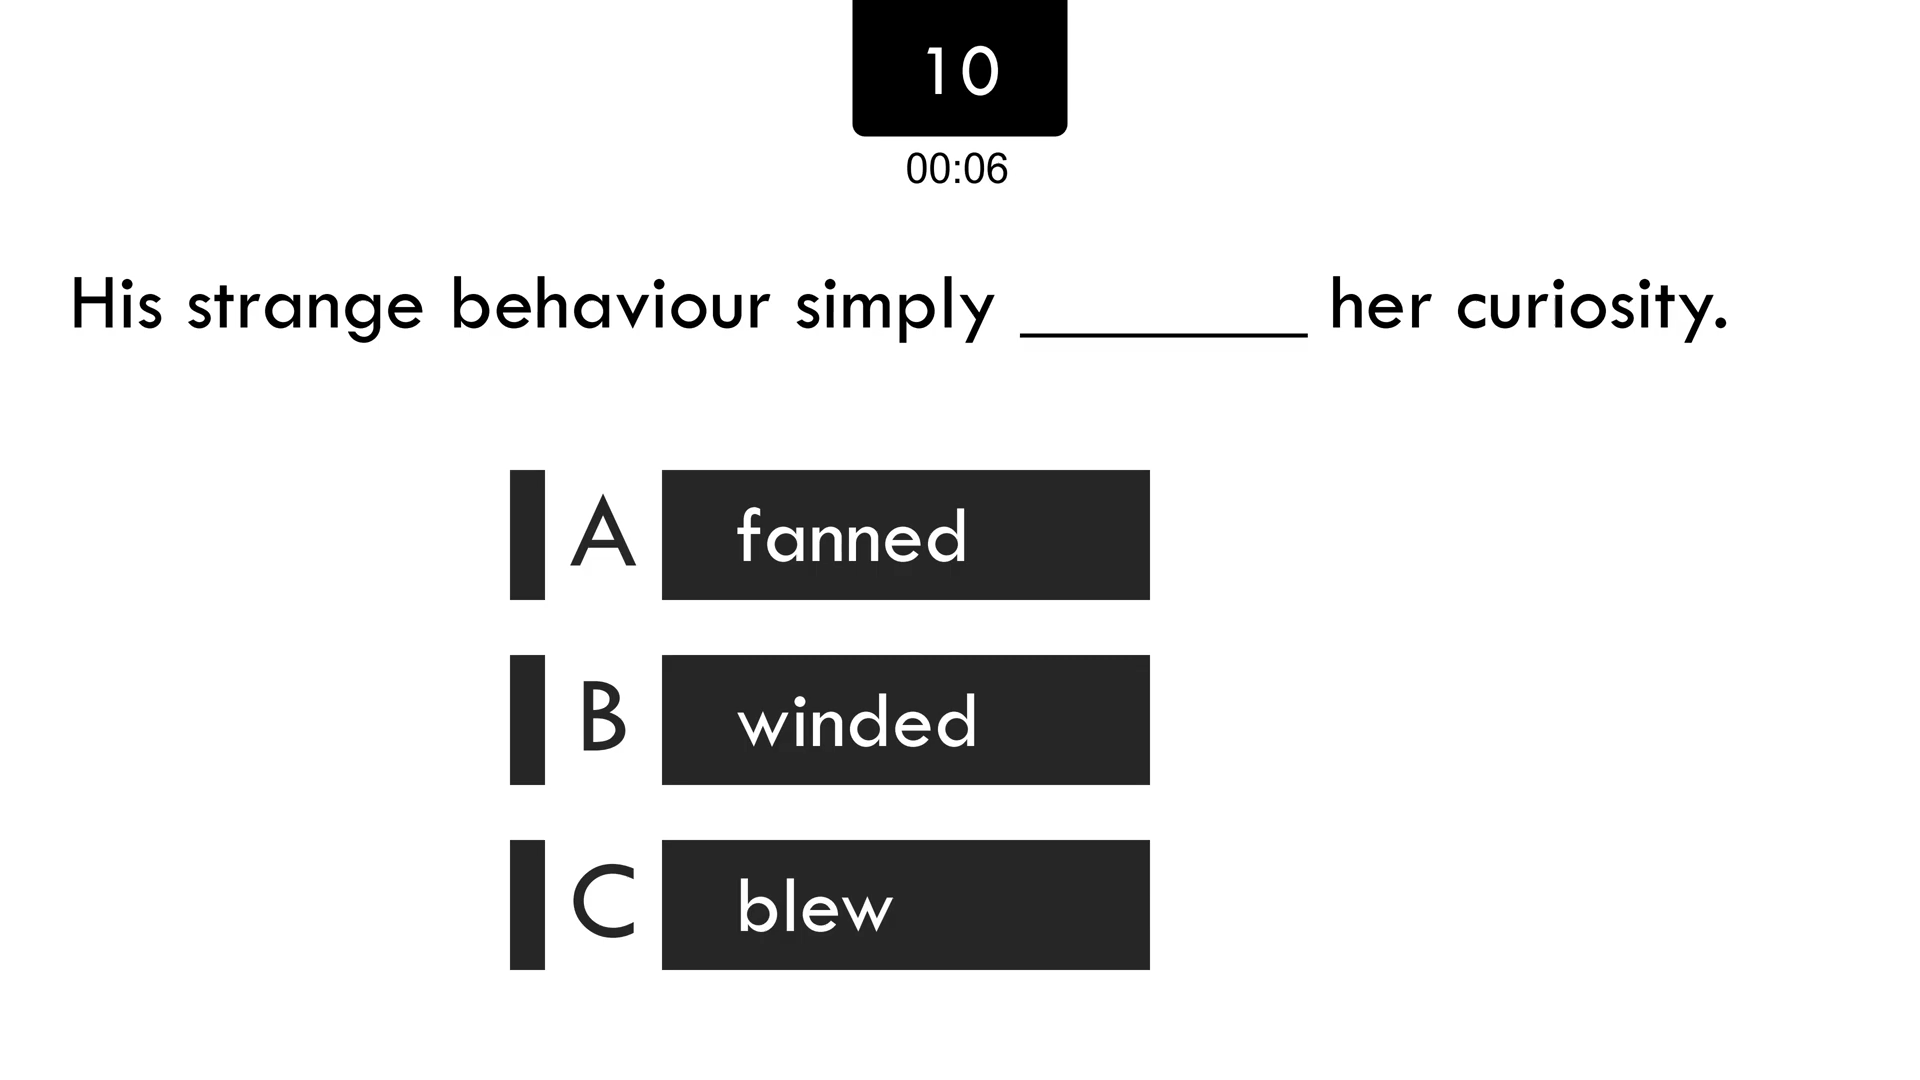 10
00:06
His strange behaviour simply ________ her curiosity.
A fanned
B winded
C blew